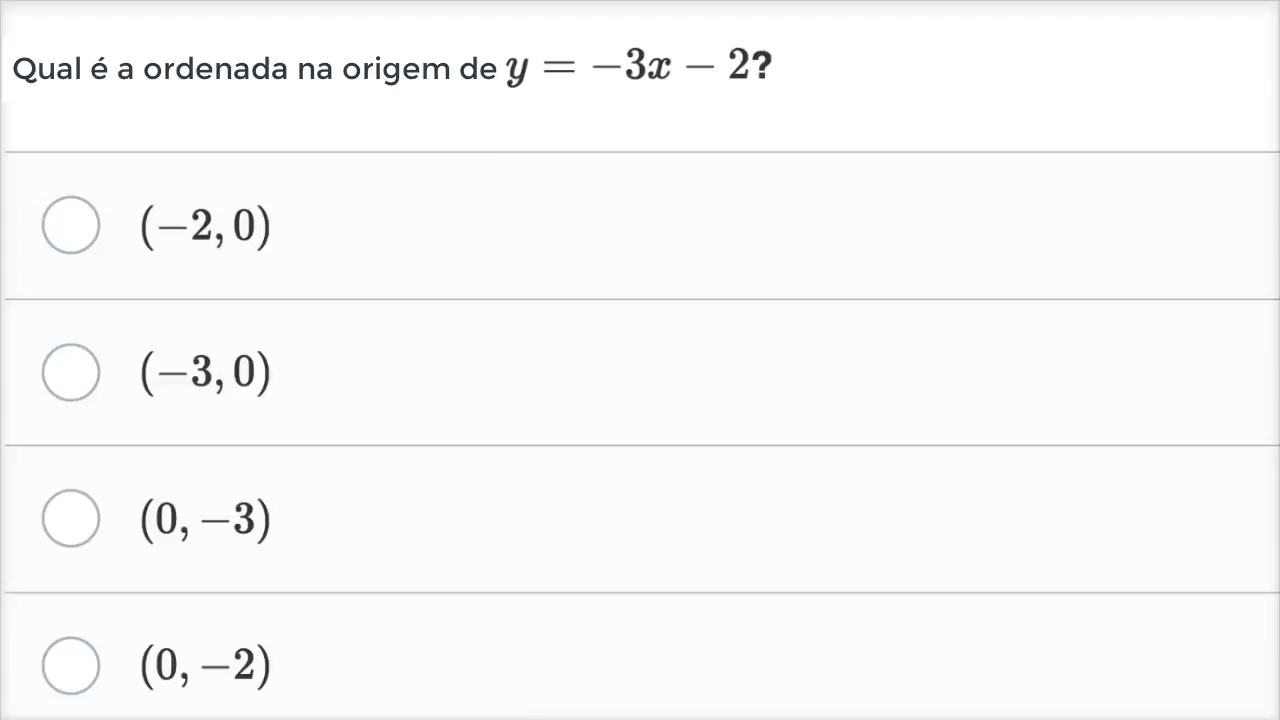 Qual é a ordenada na origem de y = −3x − 2?
(−2, 0)
(−3, 0)
(0, −3)
(0, −2)